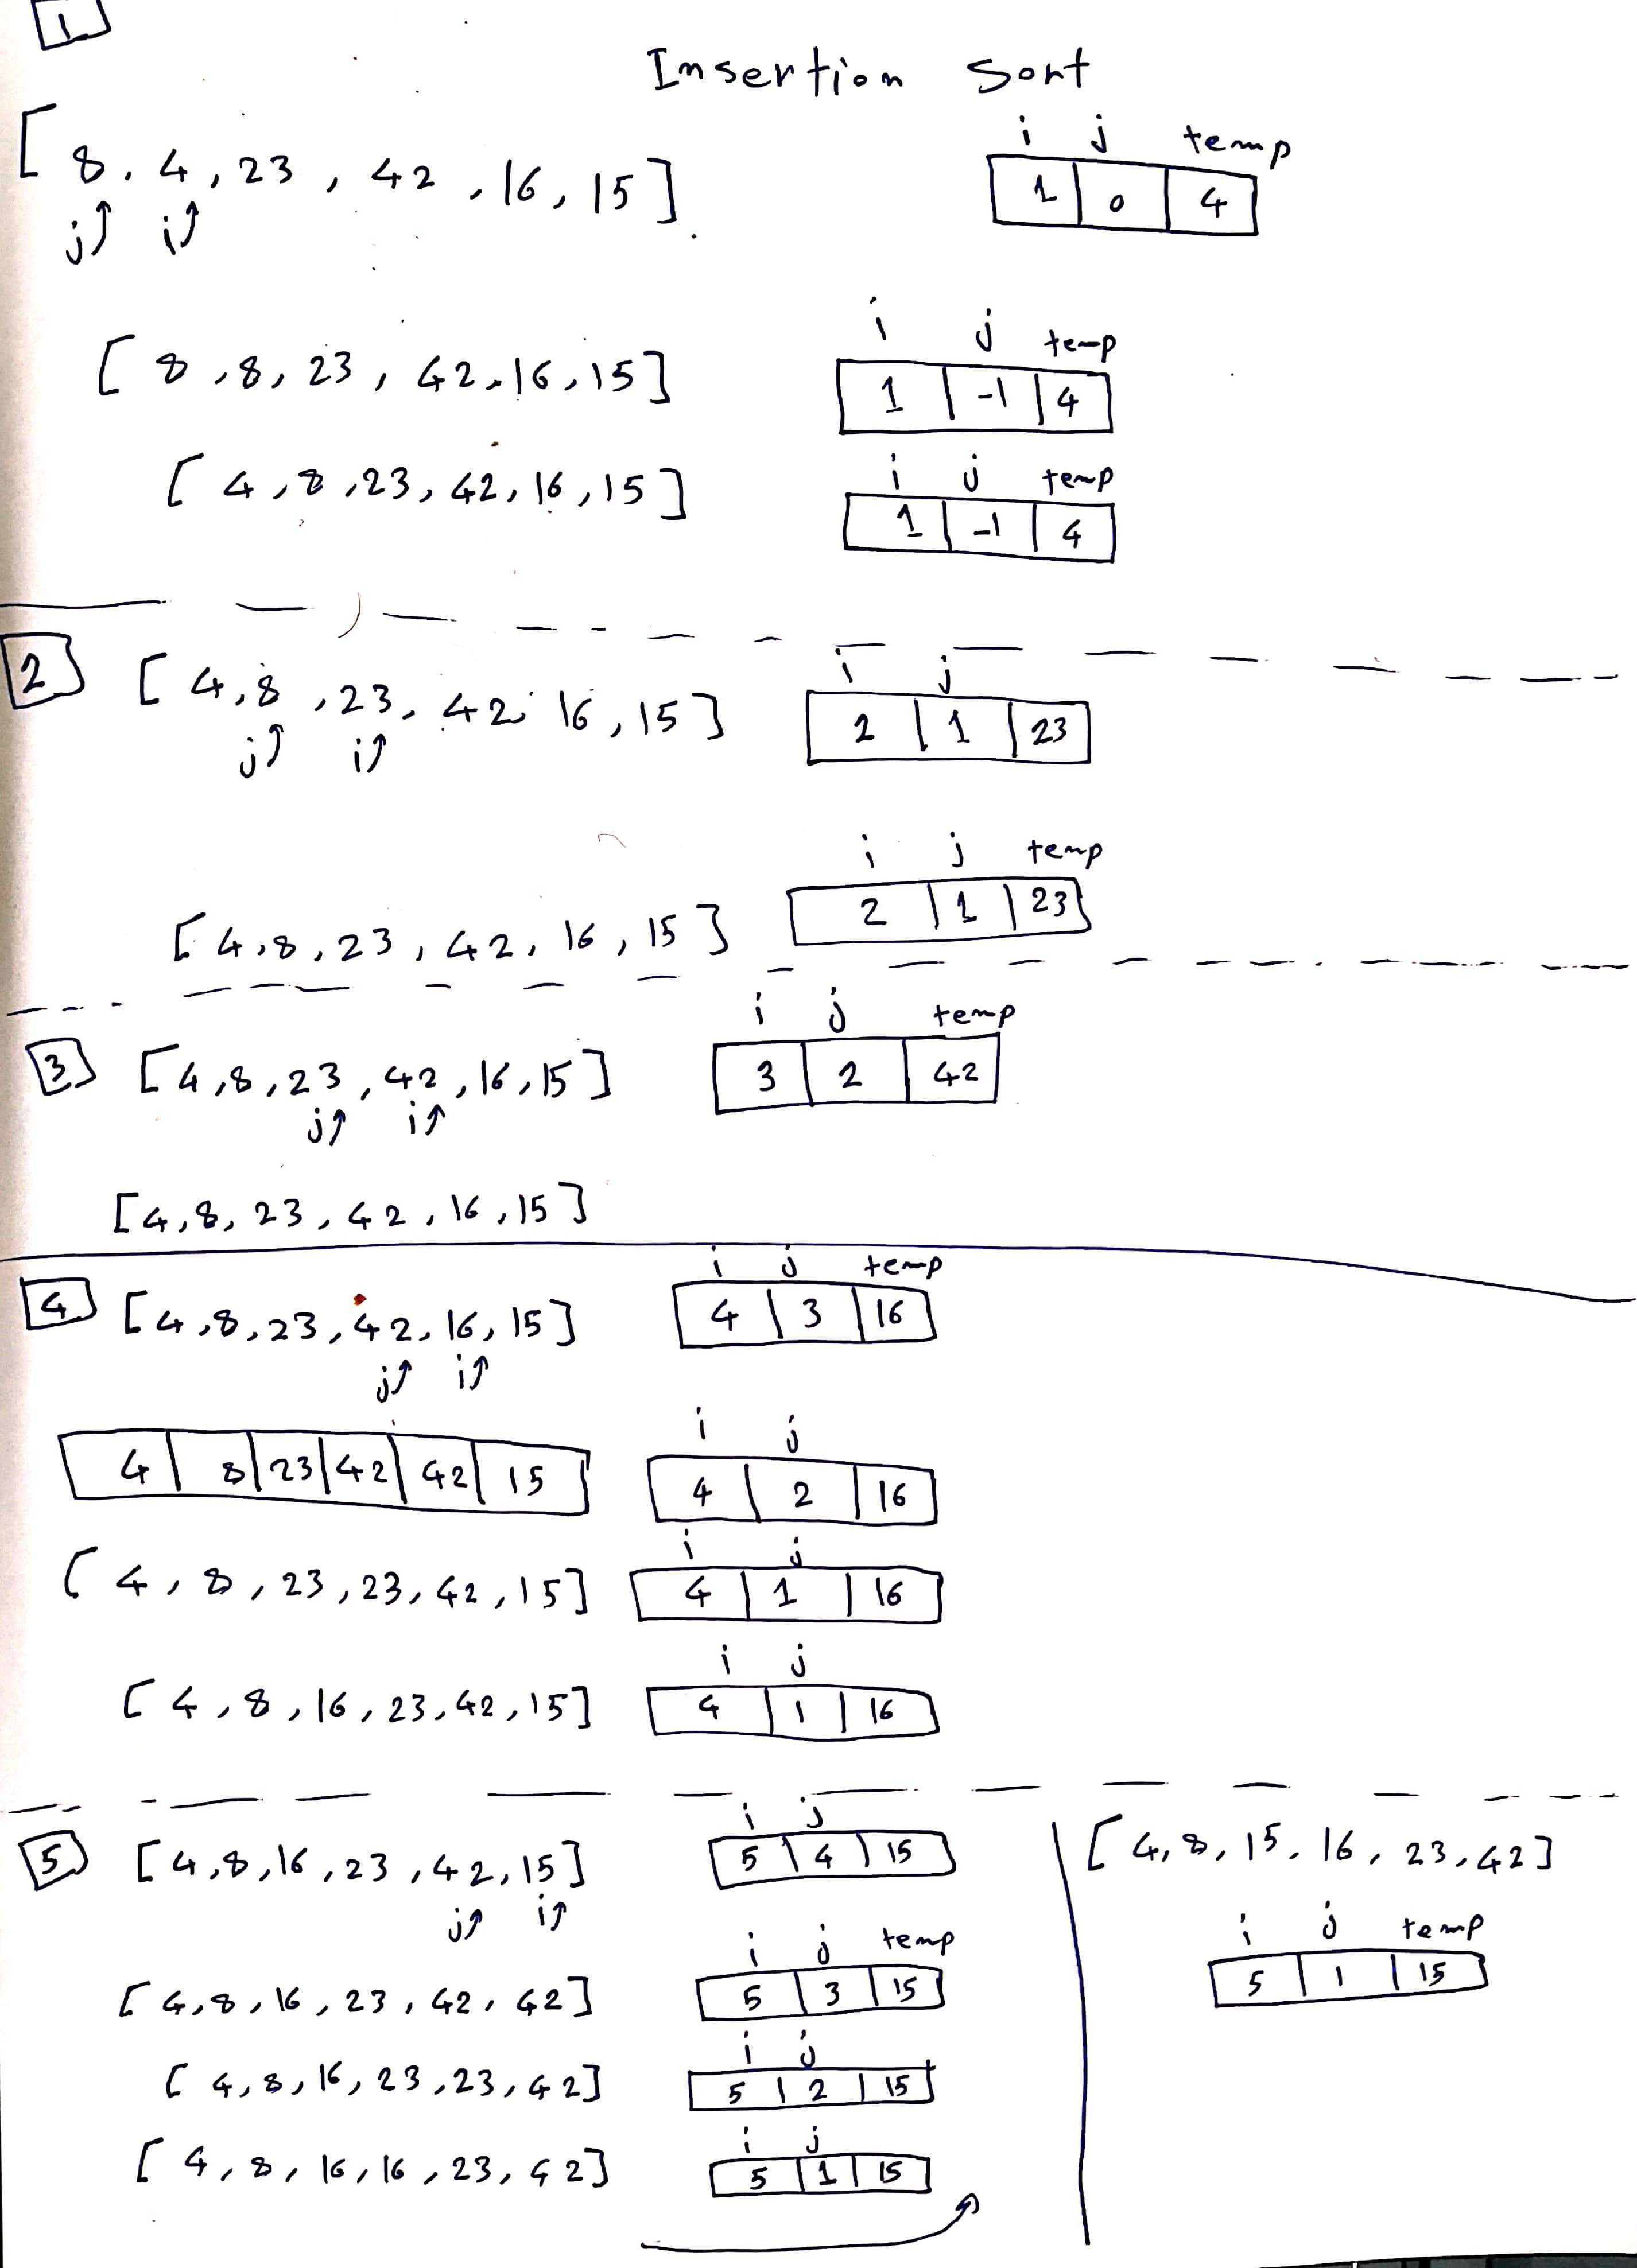 1
Insertion Sort
i j temp
[ 8, 4, 23, 42, 16, 15 ]
1 0 4
j i
i j temp
[ 8, 8, 23, 42, 16, 15 ]
1 -1 4
i j temp
[ 4, 8, 23, 42, 16, 15 ]
1 -1 4
2
i j
[ 4, 8, 23, 42, 16, 15 ]
2 1 23
j i
i j temp
2 1 23
[ 4, 8, 23, 42, 16, 15 ]
i j temp
3 [ 4, 8, 23, 42, 16, 15 ]
3 2 42
j i
[ 4, 8, 23, 42, 16, 15 ]
i j temp
4 [ 4, 8, 23, 42, 16, 15 ]
4 3 16
j i
i j
4 8 23 42 42 15
4 2 16
i j
[ 4, 8, 23, 23, 42, 15 ]
4 1 16
i j
[ 4, 8, 16, 23, 42, 15 ]
4 1 16
i j
5 [ 4, 8, 16, 23, 42, 15 ]
5 4 15
j i
i j temp
[ 4, 8, 16, 23, 42, 42 ]
5 3 15
i j
[ 4, 8, 16, 23, 23, 42 ]
5 2 15
i j
[ 4, 8, 16, 16, 23, 42 ]
5 1 15
[ 4, 8, 15, 16, 23, 42 ]
i j temp
5 1 15